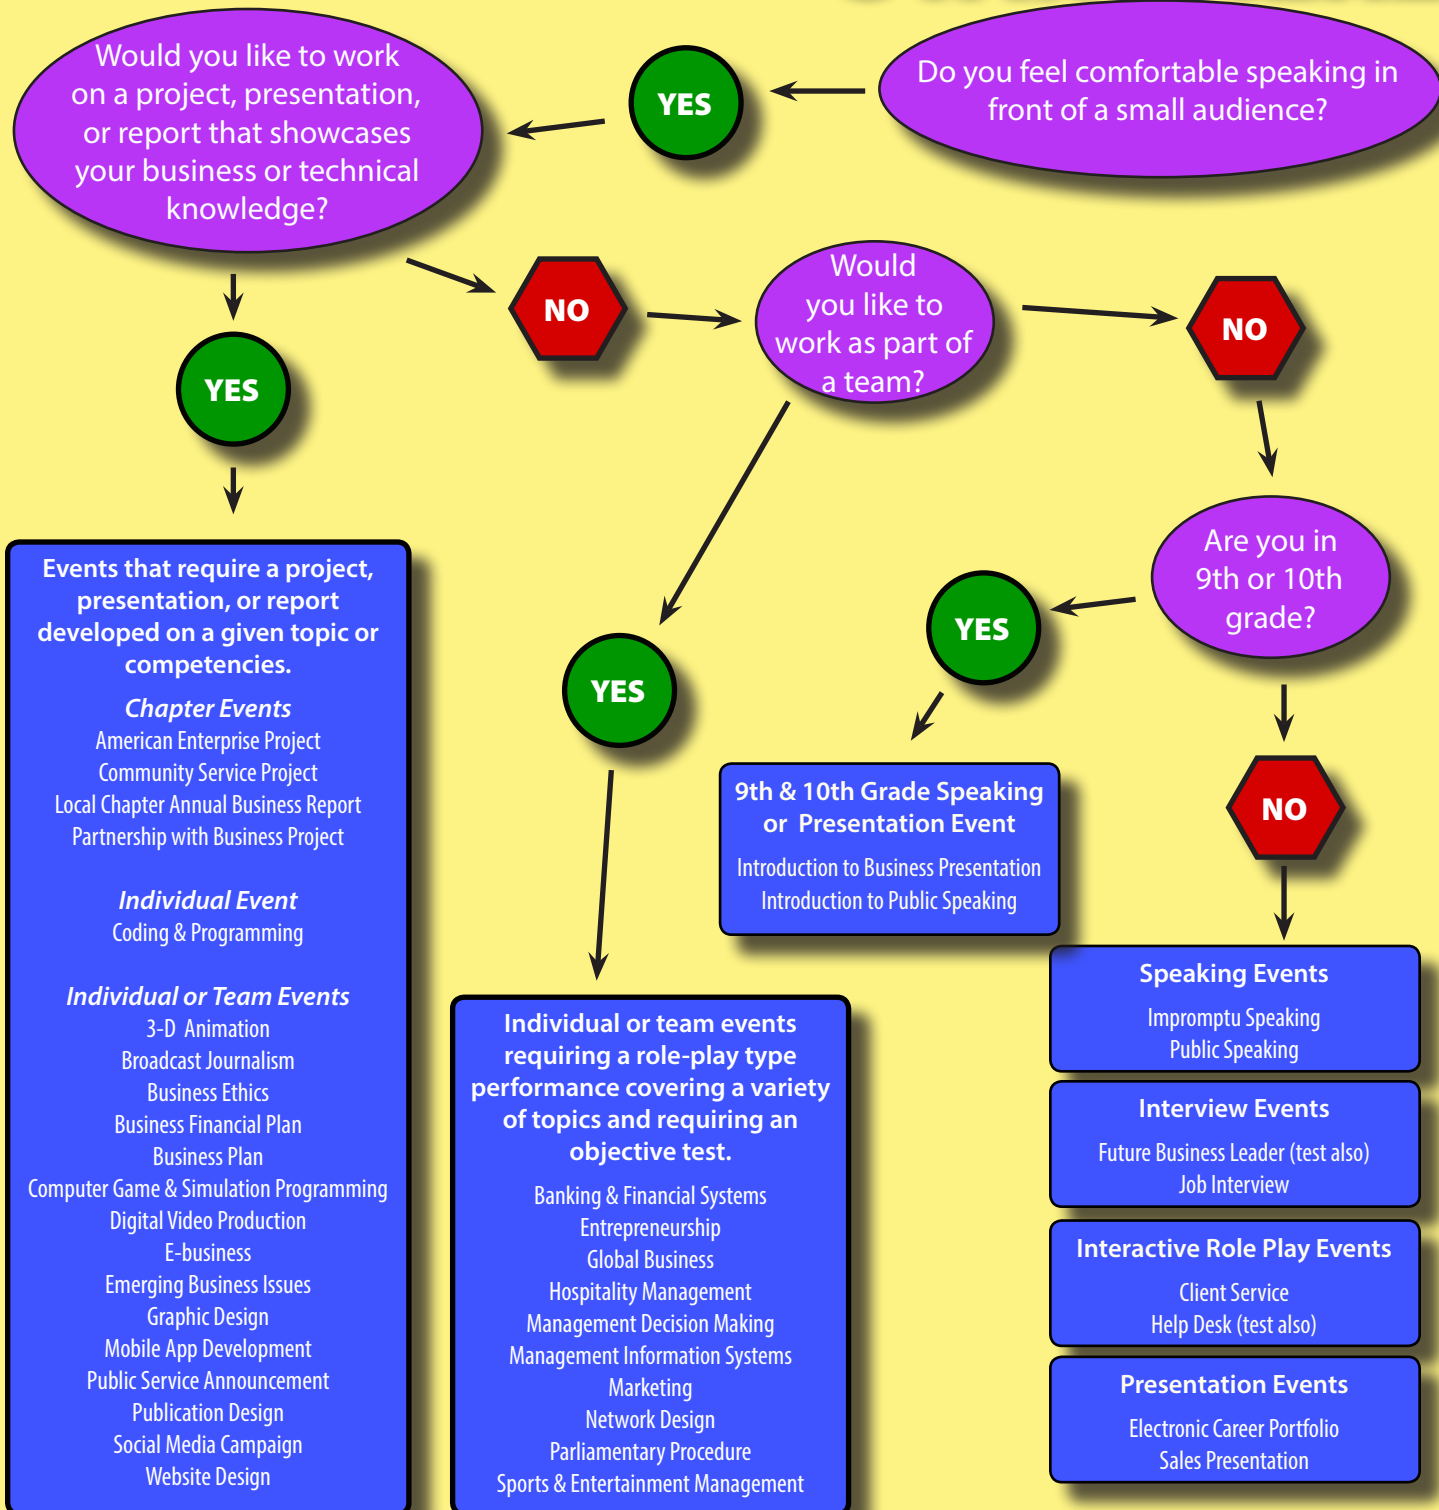 Do you feel comfortable speaking in
front of a small audience?
YES
Would you like to work
on a project, presentation,
or report that showcases
your business or technical
knowledge?
YES
NO
Would
you like to
work as part of
a team?
NO
YES
Are you in
9th or 10th
grade?
YES
NO
Events that require a project,
presentation, or report
developed on a given topic or
competencies.
Chapter Events
American Enterprise Project
Community Service Project
Local Chapter Annual Business Report
Partnership with Business Project
Individual Event
Coding & Programming
Individual or Team Events
3-D Animation
Broadcast Journalism
Business Ethics
Business Financial Plan
Business Plan
Computer Game & Simulation Programming
Digital Video Production
E-business
Emerging Business Issues
Graphic Design
Mobile App Development
Public Service Announcement
Publication Design
Social Media Campaign
Website Design
Individual or team events
requiring a role-play type
performance covering a variety
of topics and requiring an
objective test.
Banking & Financial Systems
Entrepreneurship
Global Business
Hospitality Management
Management Decision Making
Management Information Systems
Marketing
Network Design
Parliamentary Procedure
Sports & Entertainment Management
9th & 10th Grade Speaking
or Presentation Event
Introduction to Business Presentation
Introduction to Public Speaking
Speaking Events
Impromptu Speaking
Public Speaking
Interview Events
Future Business Leader (test also)
Job Interview
Interactive Role Play Events
Client Service
Help Desk (test also)
Presentation Events
Electronic Career Portfolio
Sales Presentation